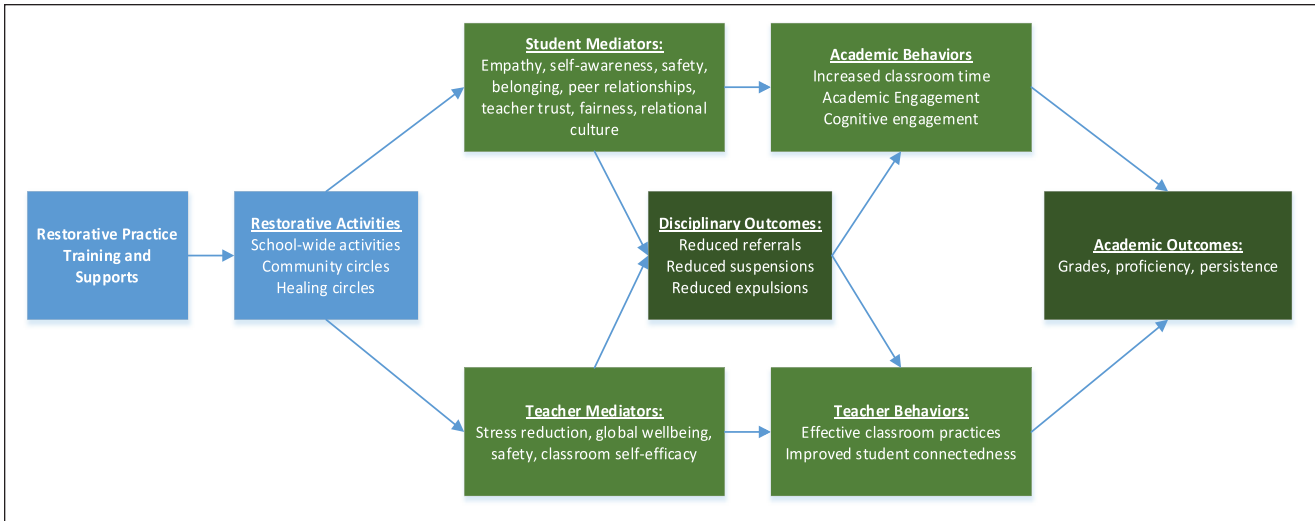 Restorative Practice
Training and
Supports
Restorative Activities
School-wide activities
Community circles
Healing circles
Student Mediators:
Empathy, self-awareness, safety,
belonging, peer relationships,
teacher trust, fairness, relational
culture
Teacher Mediators:
Stress reduction, global wellbeing,
safety, classroom self-efficacy
Disciplinary Outcomes:
Reduced referrals
Reduced suspensions
Reduced expulsions
Academic Behaviors
Increased classroom time
Academic Engagement
Cognitive engagement
Teacher Behaviors:
Effective classroom practices
Improved student connectedness
Academic Outcomes:
Grades, proficiency, persistence